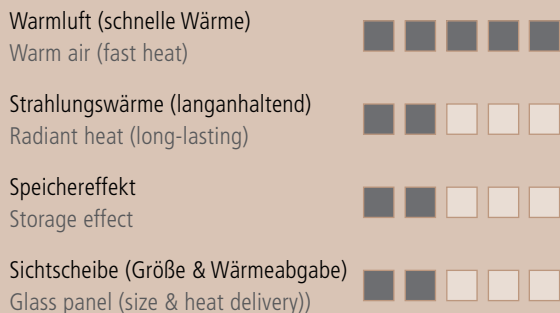 Warmluft (schnelle Wärme)
Warm air (fast heat)
Strahlungswärme (langanhaltend)
Radiant heat (long-lasting)
Speichereffekt
Storage effect
Sichtscheibe (Größe & Wärmeabgabe)
Glass panel (size & heat delivery))